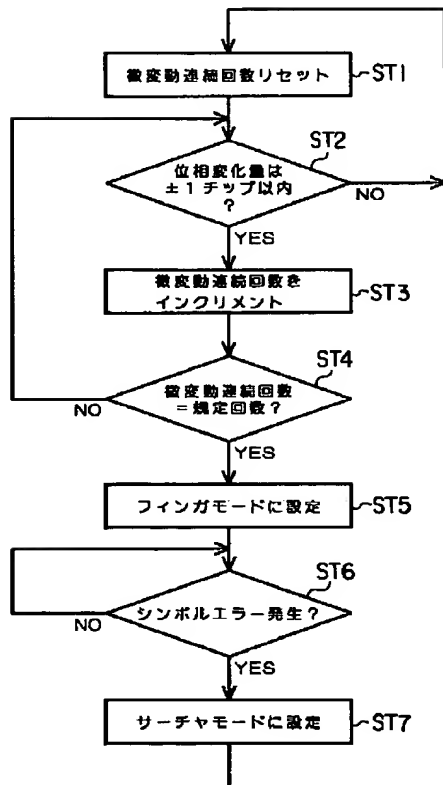 微変動連続回数リセット
ST1
ST2
位相変化量は
±1チップ以内
?
NO
YES
微変動連続回数を
インクリメント
ST3
ST4
微変動連続回数
=規定回数?
NO
YES
フィンガモードに設定
ST5
ST6
シンボルエラー発生?
NO
YES
サーチャモードに設定
ST7